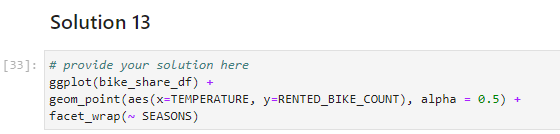 Solution 13
[33]: # provide your solution here
ggplot(bike_share_df) +
geom_point(aes(x=TEMPERATURE, y=RENTED_BIKE_COUNT), alpha = 0.5) +
facet_wrap(~ SEASONS)